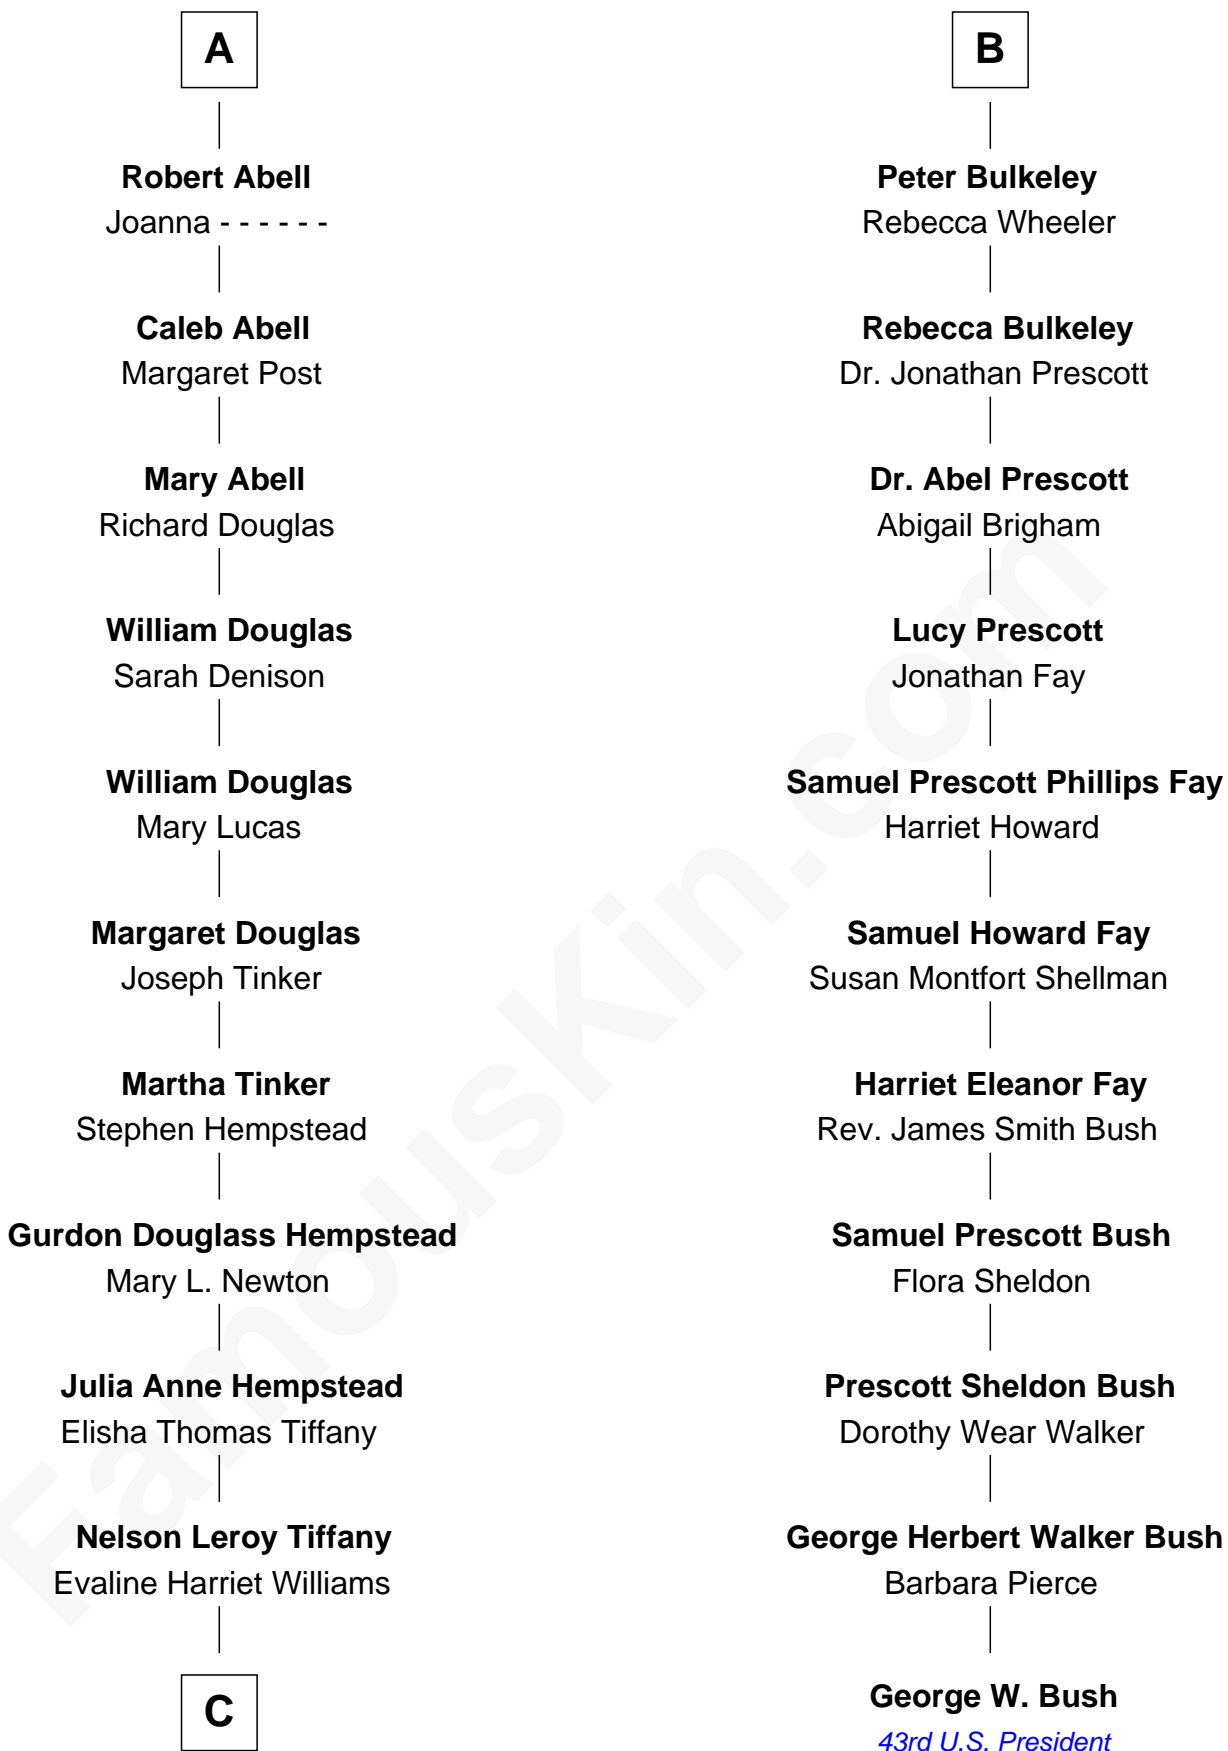 A
Robert Abell
Joanna - - - - - -
Caleb Abell
Margaret Post
Mary Abell
Richard Douglas
William Douglas
Sarah Denison
William Douglas
Mary Lucas
Margaret Douglas
Joseph Tinker
Martha Tinker
Stephen Hempstead
Gurdon Douglass Hempstead
Mary L. Newton
Julia Anne Hempstead
Elisha Thomas Tiffany
Nelson Leroy Tiffany
Evaline Harriet Williams
C
B
Peter Bulkeley
Rebecca Wheeler
Rebecca Bulkeley
Dr. Jonathan Prescott
Dr. Abel Prescott
Abigail Brigham
Lucy Prescott
Jonathan Fay
Samuel Prescott Phillips Fay
Harriet Howard
Samuel Howard Fay
Susan Montfort Shellman
Harriet Eleanor Fay
Rev. James Smith Bush
Samuel Prescott Bush
Flora Sheldon
Prescott Sheldon Bush
Dorothy Wear Walker
George Herbert Walker Bush
Barbara Pierce
George W. Bush
43rd U.S. President
FamousKin.com